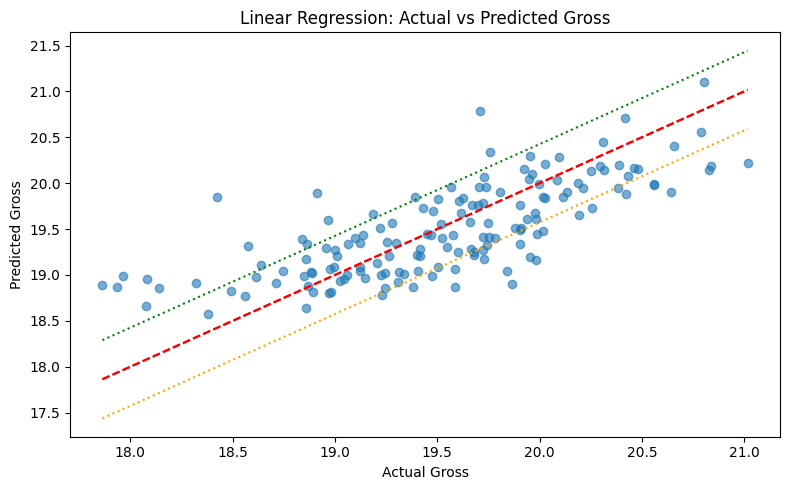 Linear Regression: Actual vs Predicted Gross
21.5
21.0
20.5
20.0
19.5
19.0
18.5
18.0
17.5
Predicted Gross
18.0 18.5 19.0 19.5 20.0 20.5 21.0
Actual Gross